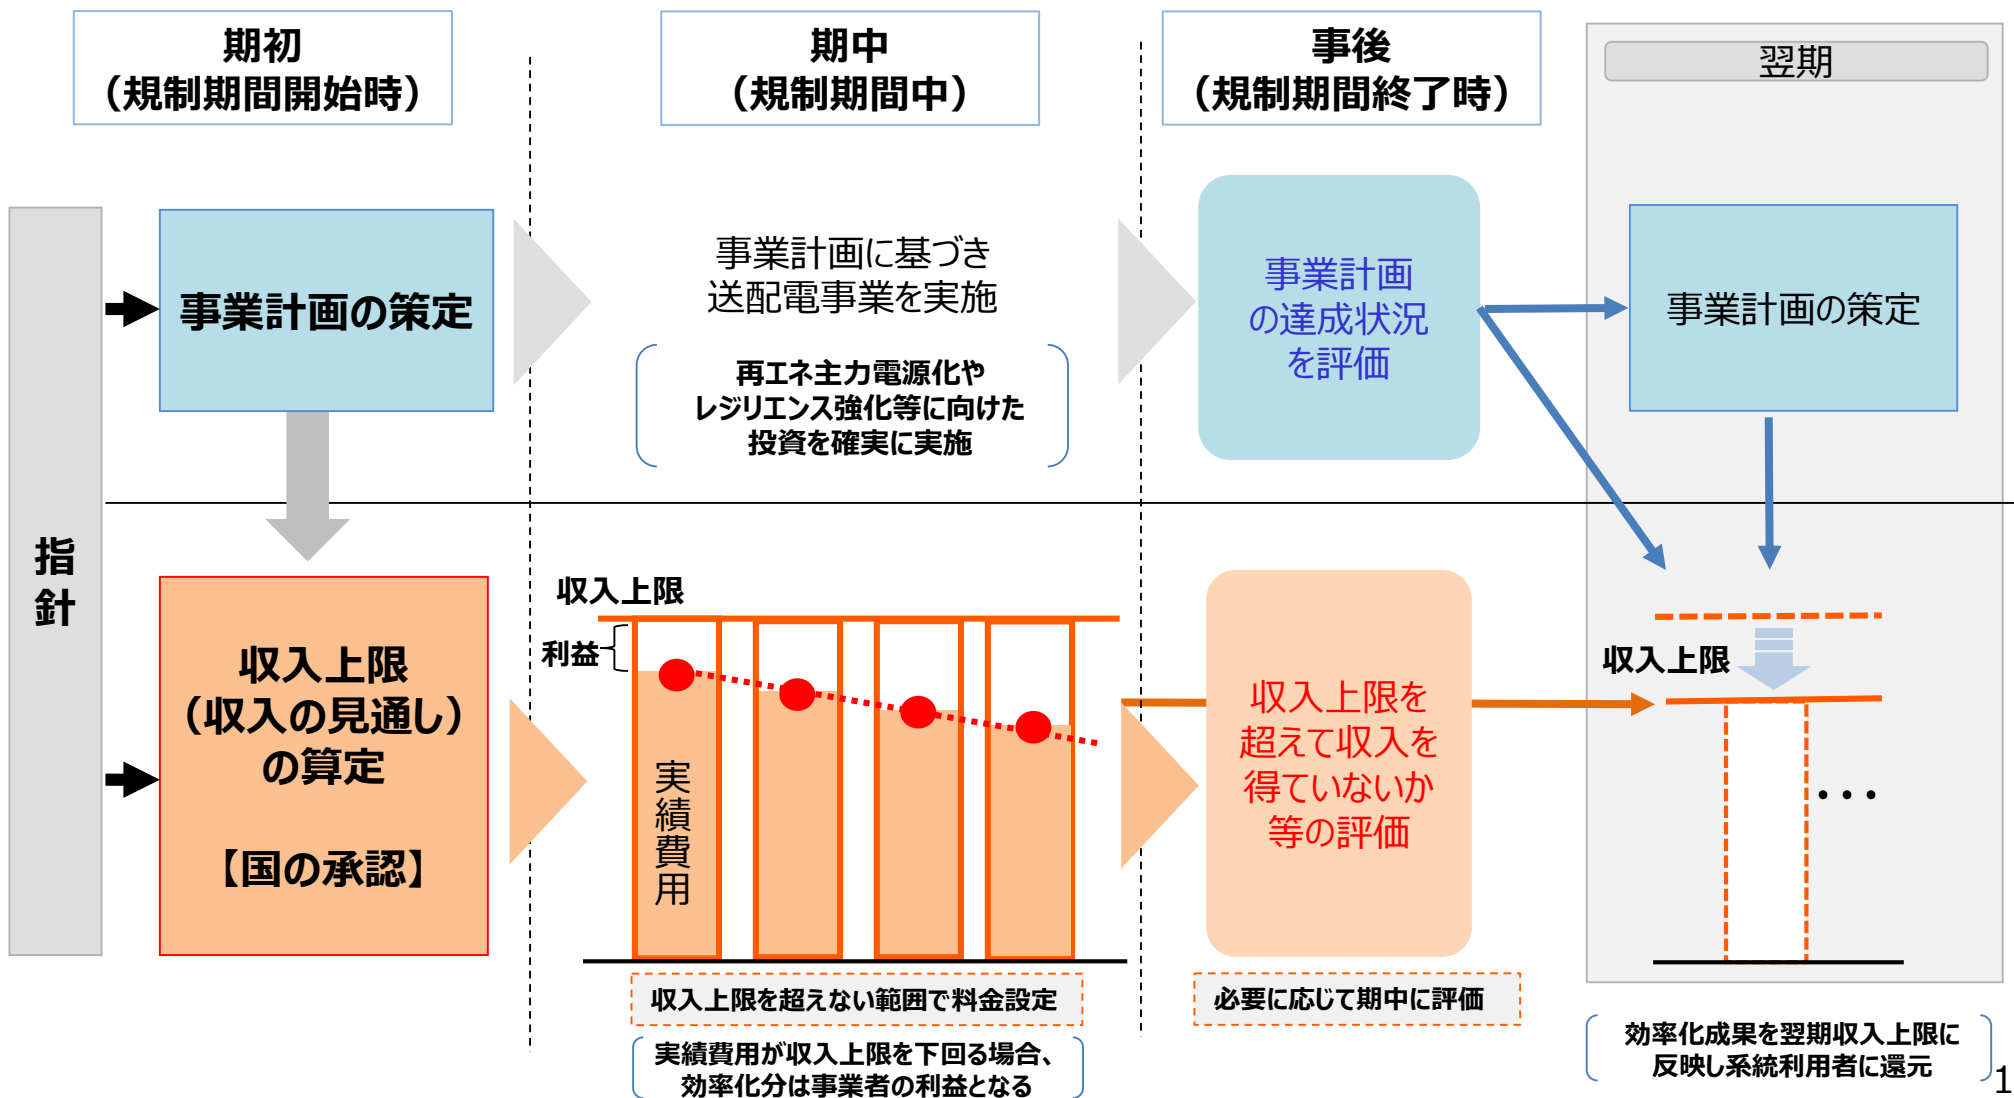 期初
（規制期間開始時）
期中
（規制期間中）
事後
（規制期間終了時）
翌期
指針
事業計画の策定
事業計画に基づき
送配電事業を実施
再エネ主力電源化や
レジリエンス強化等に向けた
投資を確実に実施
事業計画
の達成状況
を評価
事業計画の策定
収入上限
（収入の見通し）
の算定
【国の承認】
収入上限
利益
実績費用
収入上限を超えない範囲で料金設定
実績費用が収入上限を下回る場合、
効率化分は事業者の利益となる
収入上限を
超えて収入を
得ていないか
等の評価
必要に応じて期中に評価
収入上限
・・・
効率化成果を翌期収入上限に
反映し系統利用者に還元
1